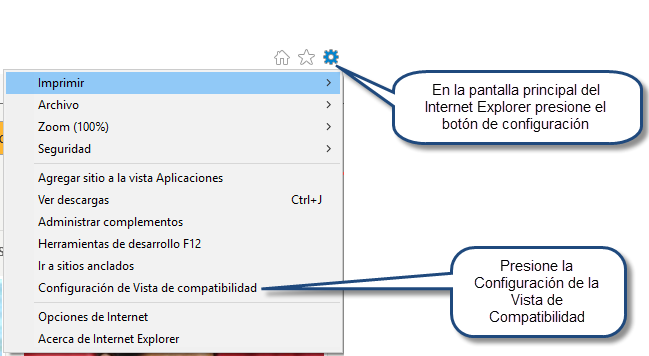 Imprimir
Archivo
Zoom (100%)
Seguridad
Agregar sitio a la vista Aplicaciones
Ver descargas Ctrl+J
Administrar complementos
Herramientas de desarrollo F12
Ir a sitios anclados
Configuración de Vista de compatibilidad
Opciones de Internet
Acerca de Internet Explorer
En la pantalla principal del
Internet Explorer presione el
botón de configuración
Presione la
Configuración de la
Vista de
Compatibilidad